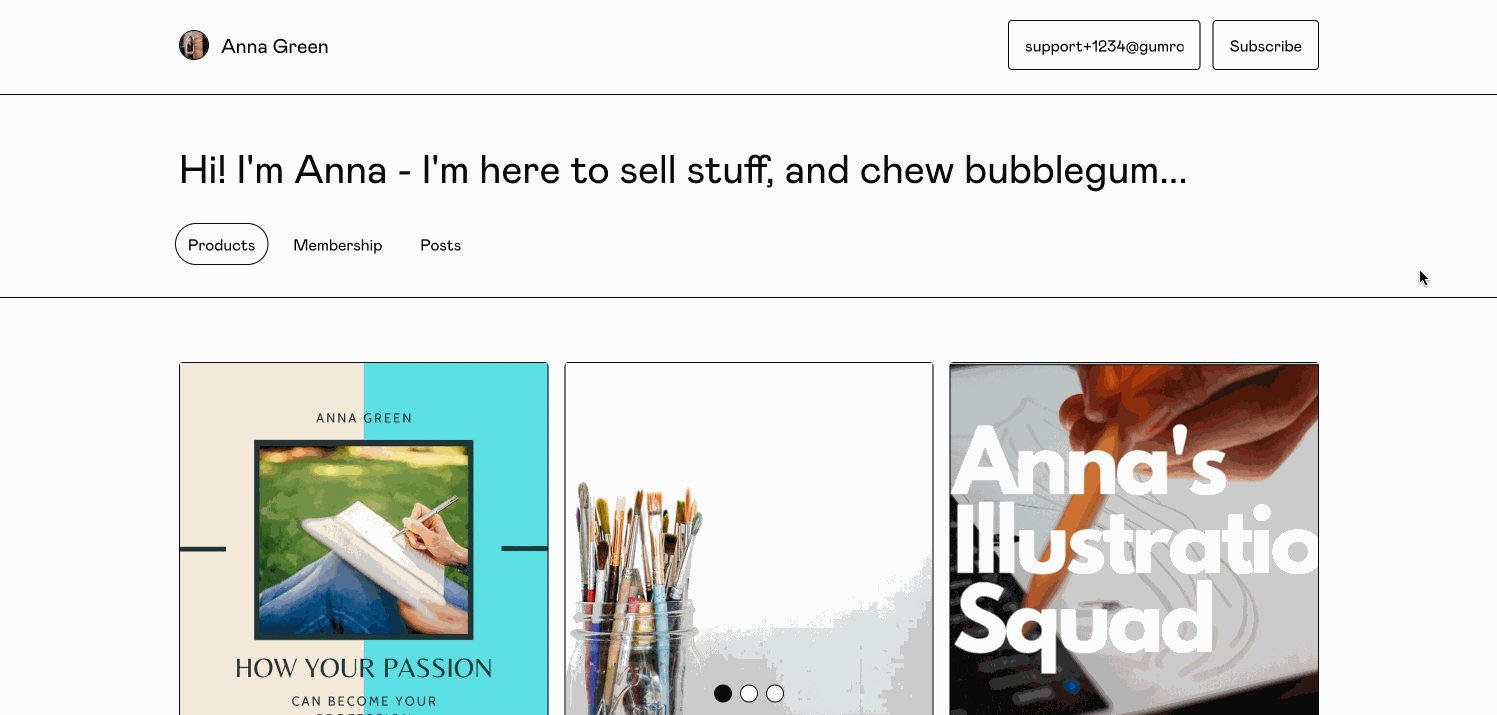 Anna Green
support+1234@gumro
Subscribe
Hi! I'm Anna - I'm here to sell stuff, and chew bubblegum...
Products
Membership
Posts
ANNA GREEN
HOW YOUR PASSION
CAN BECOME YOUR
Anna's
Illustratio
Squad